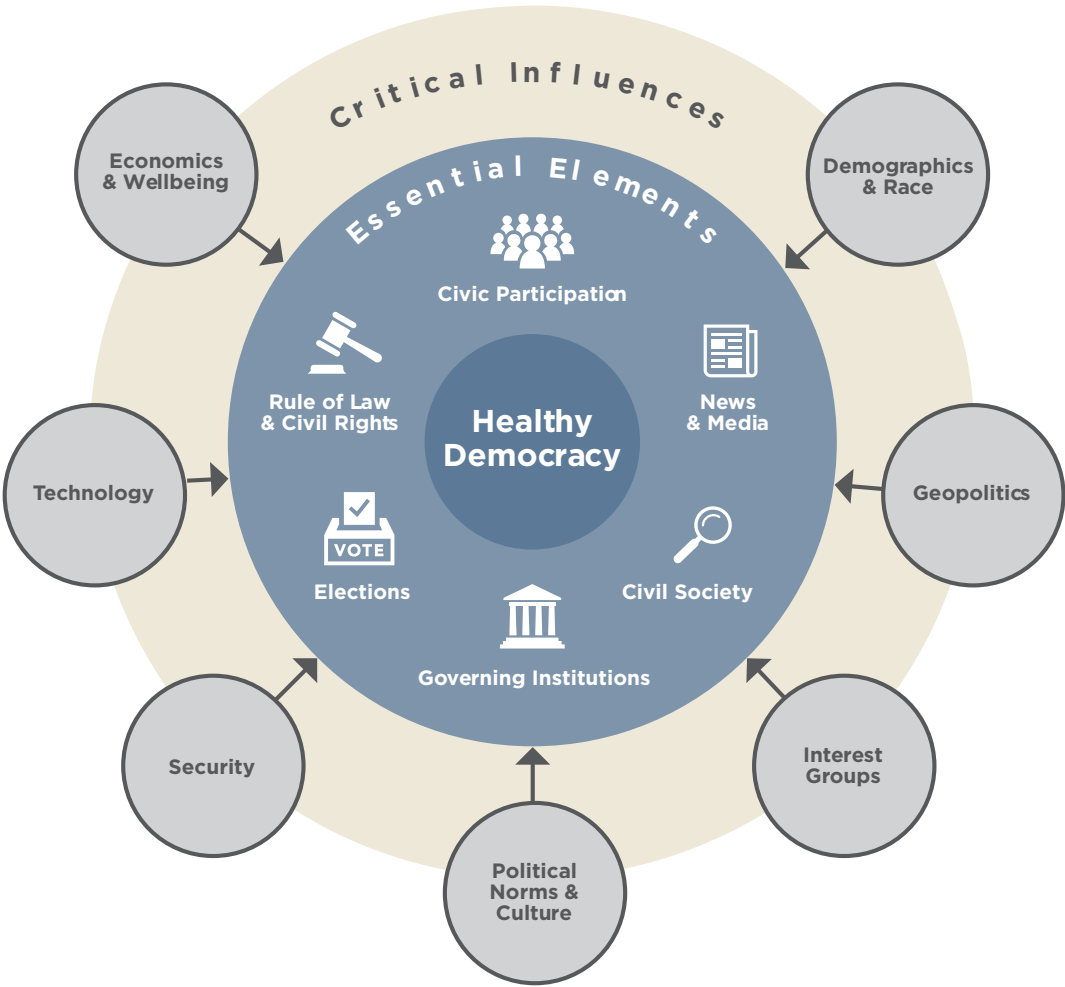 Critical Influences
Essential Elements
Economics
& Wellbeing
Demographics
& Race
Civic Participation
Rule of Law
& Civil Rights
News
& Media
Healthy
Democracy
Technology
Geopolitics
VOTE
Elections
Civil Society
Governing Institutions
Security
Interest
Groups
Political
Norms &
Culture